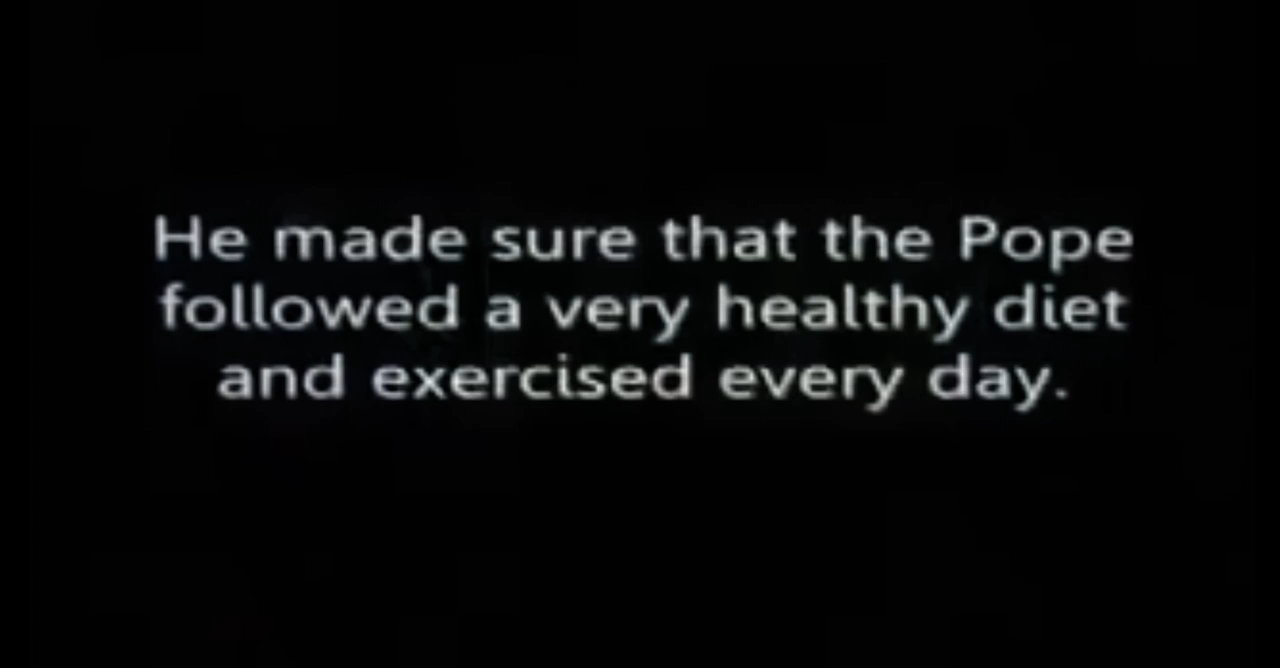 He made sure that the Pope
followed a very healthy diet
and exercised every day.